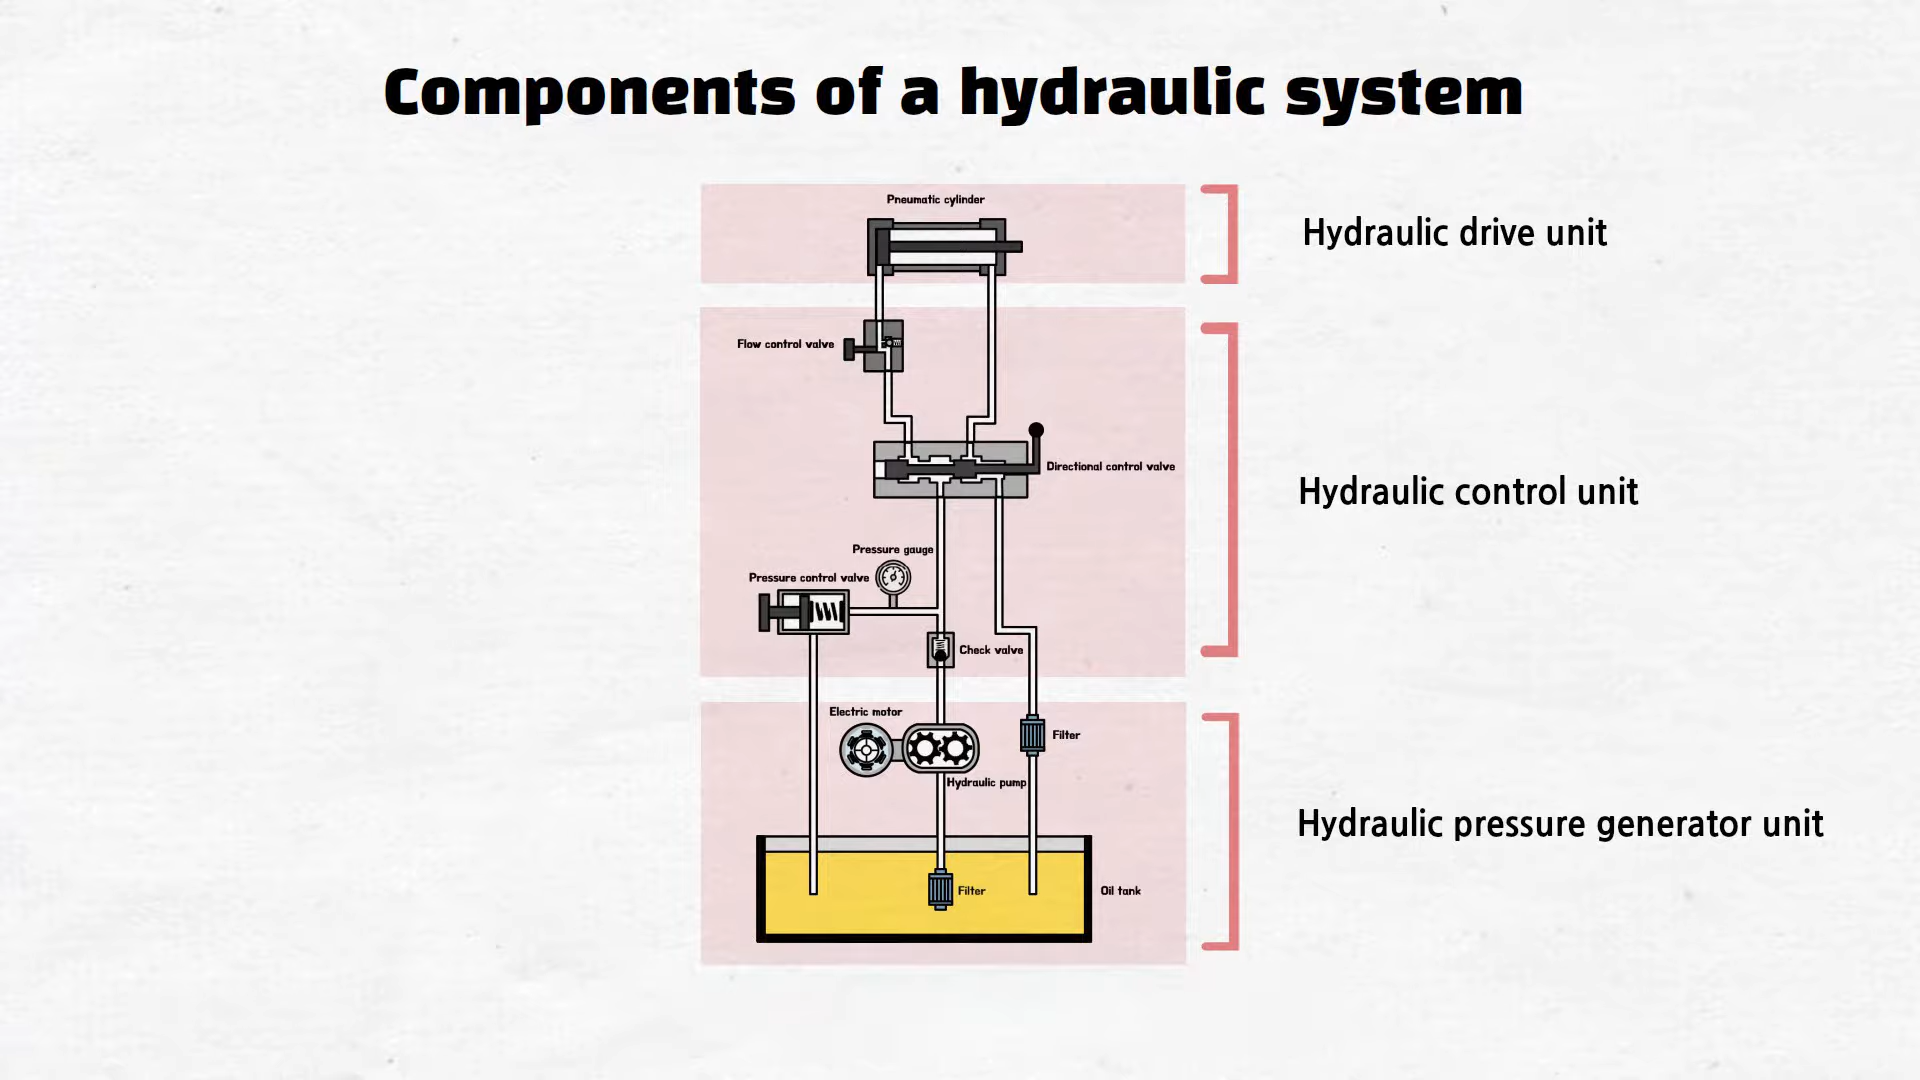 Components of a hydraulic system
Pneumatic cylinder
Hydraulic drive unit
Flow control valve
Directional control valve
Hydraulic control unit
Pressure gauge
Pressure control valve
Check valve
Electric motor
Filter
Hydraulic pump
Hydraulic pressure generator unit
Filter
Oil tank